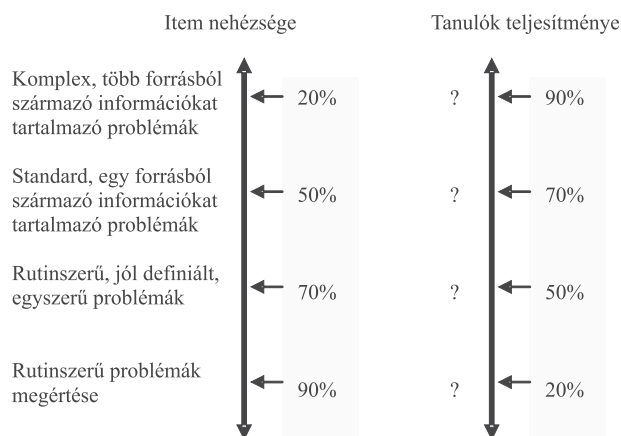 Item nehézsége
Tanulók teljesítménye
Komplex, több forrásból
származó információkat
tartalmazó problémák
20%
?
90%
Standard, egy forrásból
származó információkat
tartalmazó problémák
50%
?
70%
Rutinszerű, jól definiált,
egyszerű problémák
70%
?
50%
Rutinszerű problémák
megértése
90%
?
20%